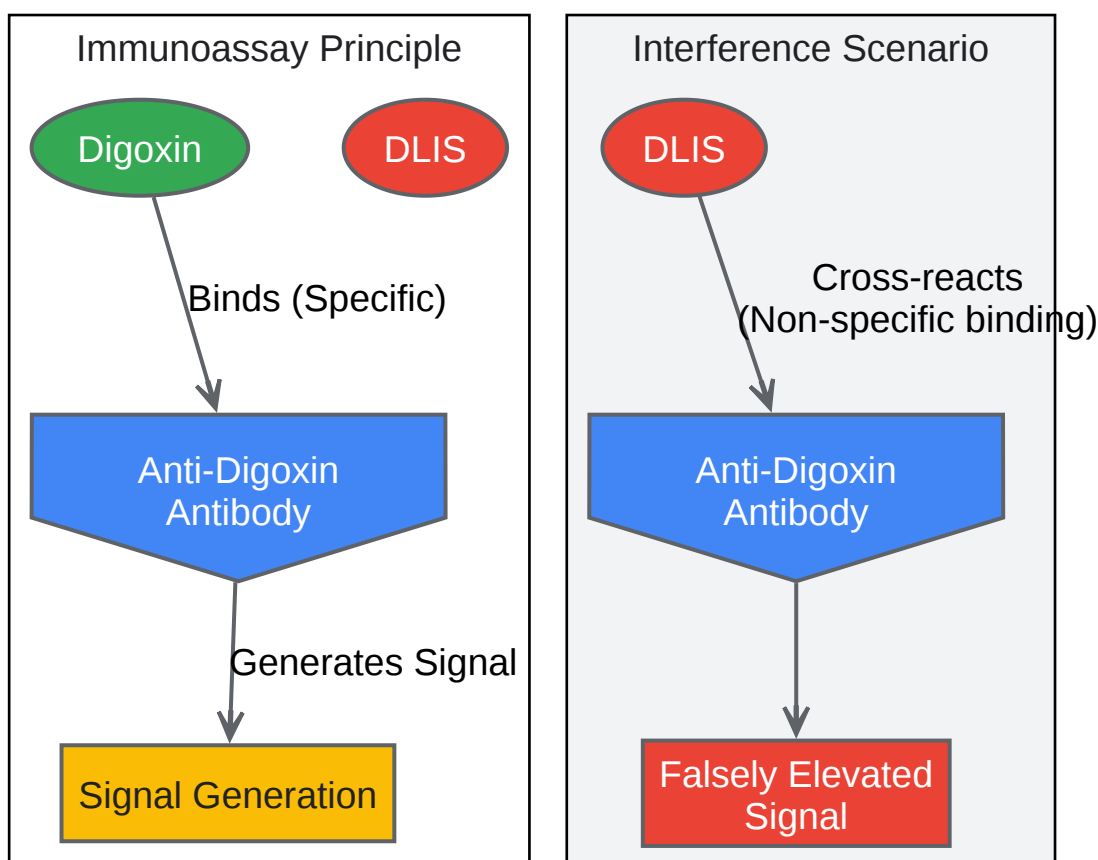 Immunoassay Principle
Digoxin
DLIS
Binds (Specific)
Anti-Digoxin
Antibody
Generates Signal
Signal Generation
Interference Scenario
DLIS
Cross-reacts
(Non-specific binding)
Anti-Digoxin
Antibody
Falsely Elevated
Signal